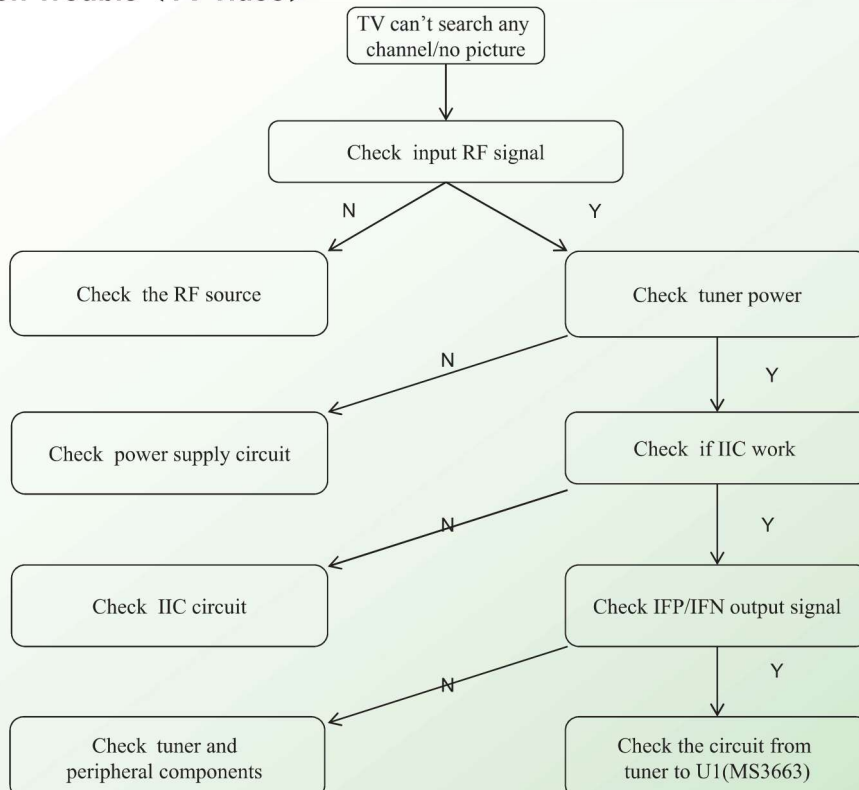 TV can't search any
channel/no picture
Check input RF signal
N
Y
Check the RF source
Check tuner power
N
Y
Check power supply circuit
Check if IIC work
N
Y
Check IIC circuit
Check IFP/IFN output signal
N
Y
Check tuner and
peripheral components
Check the circuit from
tuner to U1(MS3663)